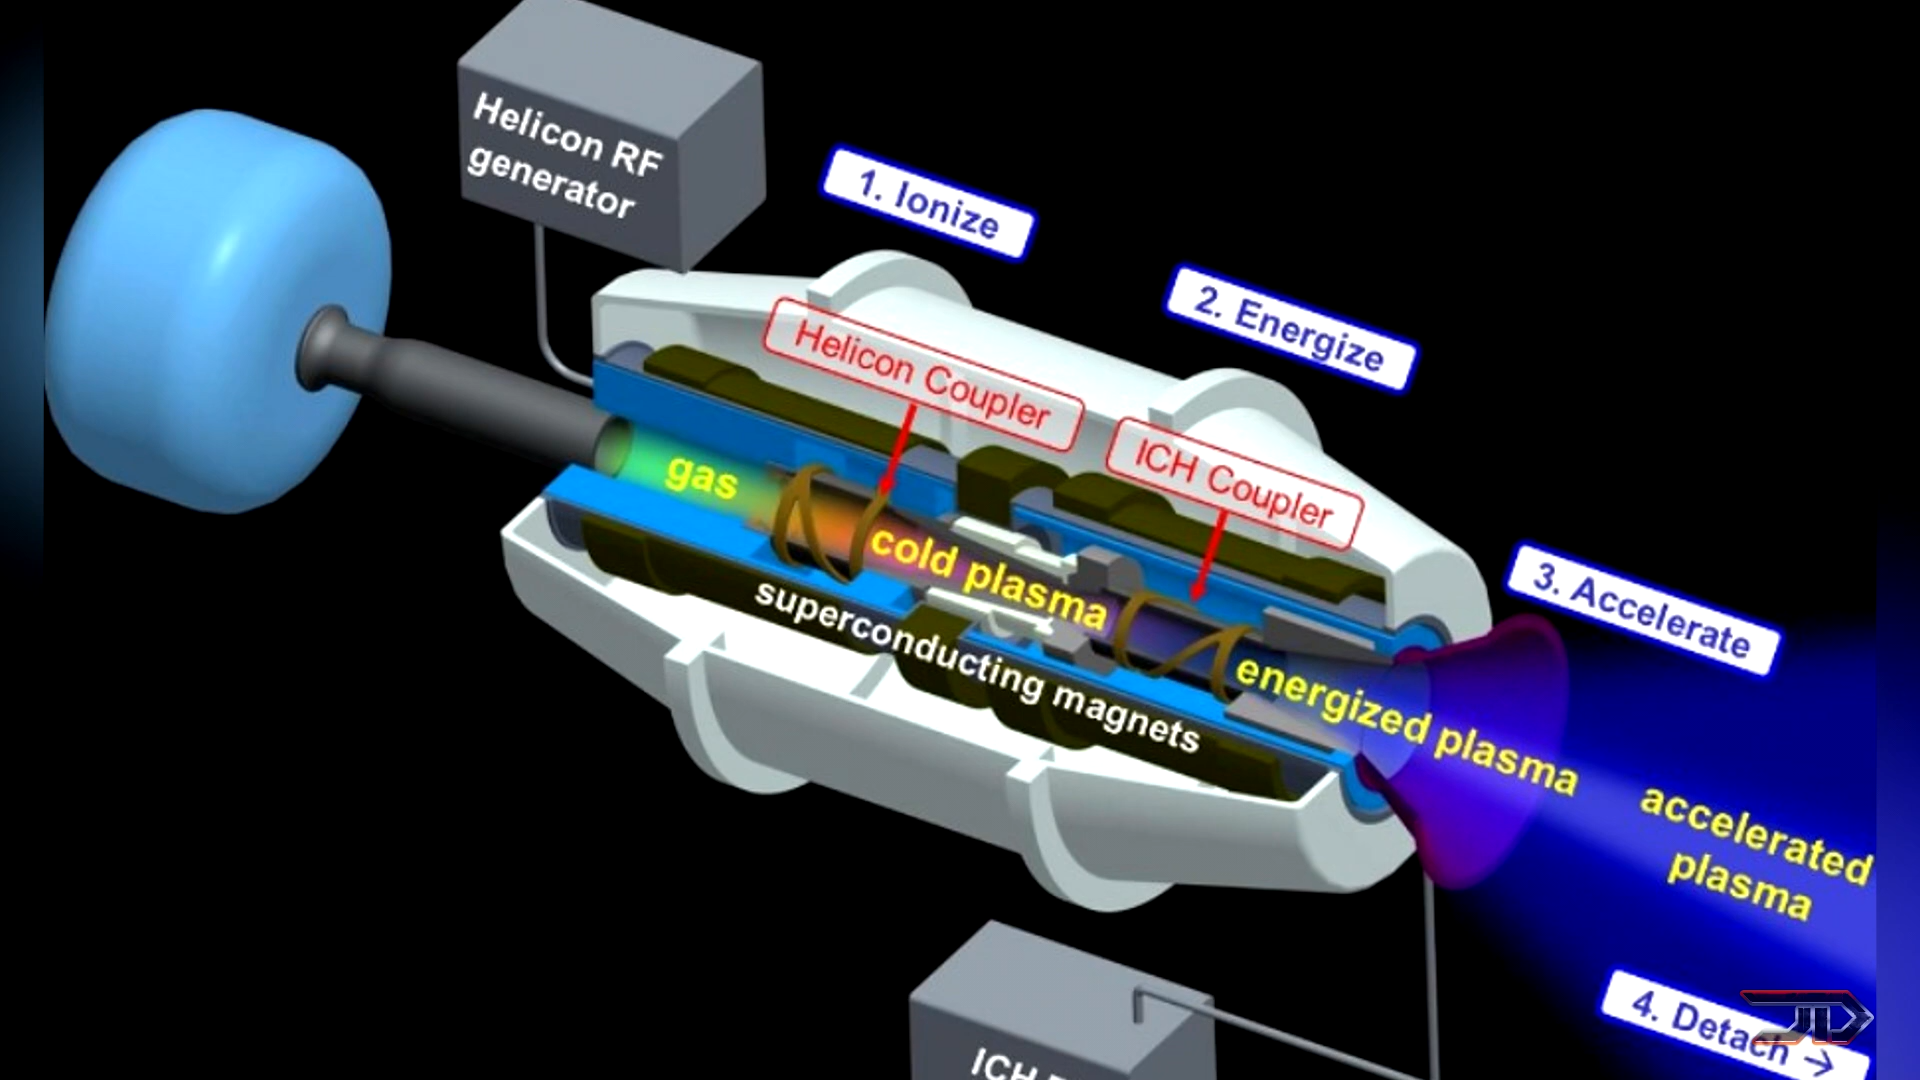 Helicon RF
generator
1. Ionize
2. Energize
Helicon Coupler
ICH Coupler
gas
cold plasma
superconducting magnets
energized plasma
3. Accelerate
accelerated
plasma
4. Detach →
ICH